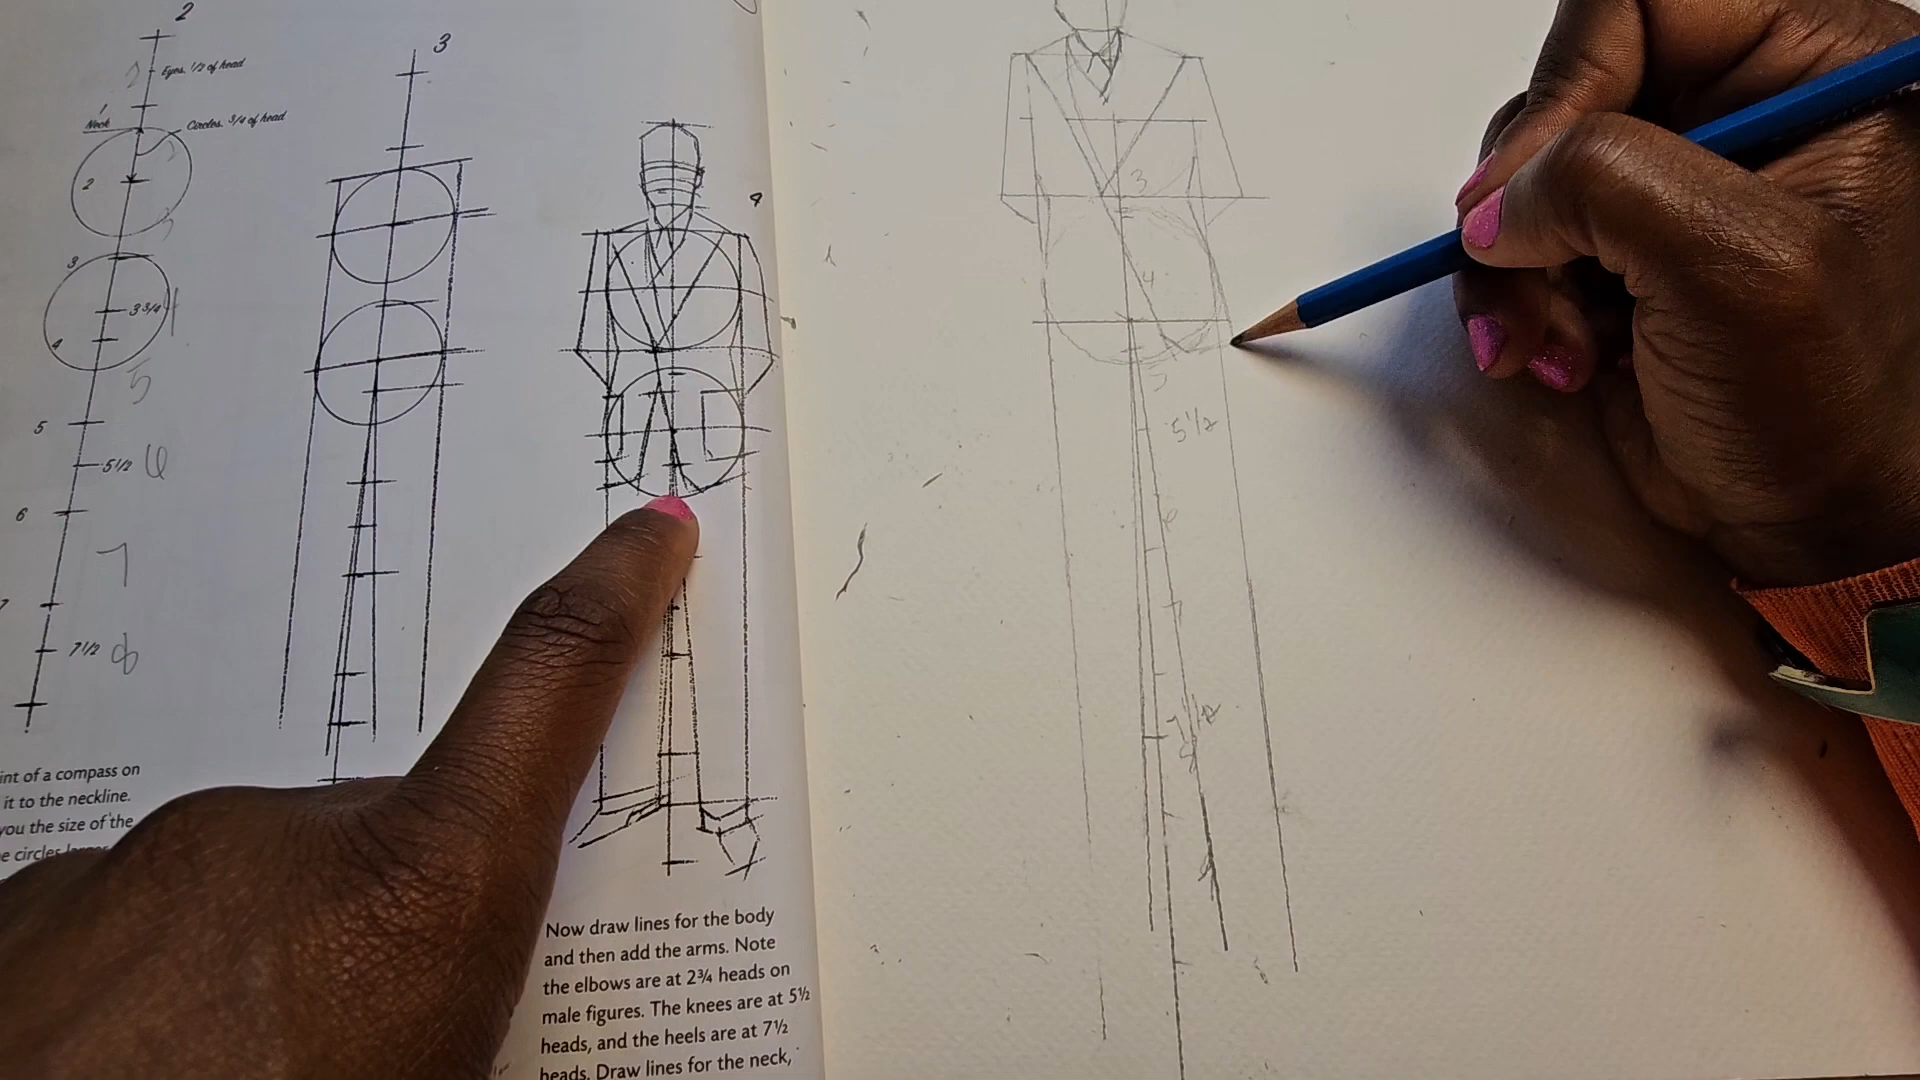 2
Eyes. 1/2 of head
1
Neck
Circles. 3/4 of head
2
3
3 3/4
4
4
5
5
5 1/2
6
6
7
7
7 1/2
8
int of a compass on
it to the neckline.
you the size of the
e circles larger
3
4
Now draw lines for the body
and then add the arms. Note
the elbows are at 2¾ heads on
male figures. The knees are at 5½
heads, and the heels are at 7½
heads. Draw lines for the neck,
3
4
5
5 1/2
6
7
7 1/2